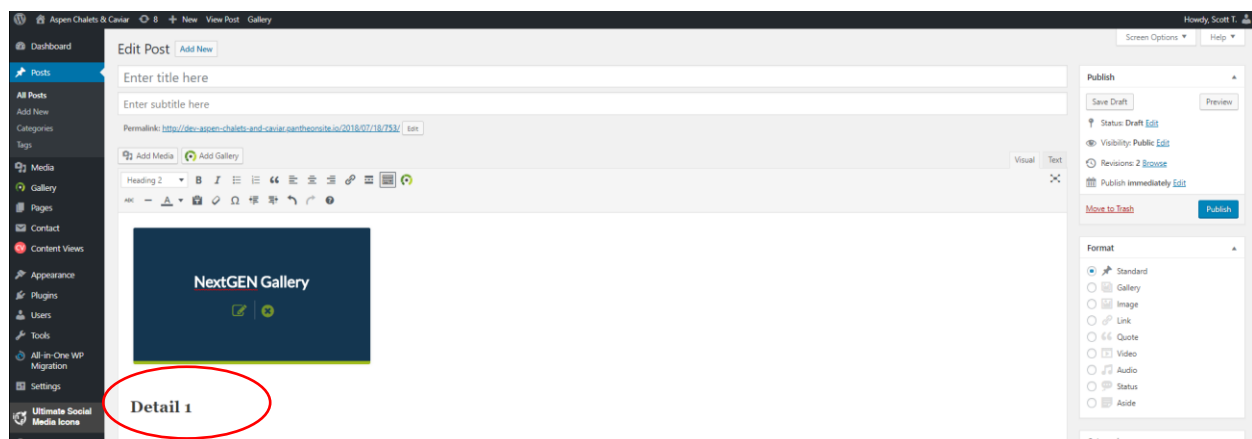 Aspen Chalets & Caviar 8 + New View Post Gallery Howdy, Scott T.
Screen Options ▼ Help ▼
Dashboard
Posts
All Posts
Add New
Categories
Tags
Media
Gallery
Pages
Contact
Content Views
Appearance
Plugins
Users
Tools
All-in-One WP
Migration
Settings
Ultimate Social
Media Icons
Edit Post Add New
Enter title here
Enter subtitle here
Permalink: http://dev-aspen-chalets-and-caviar.pantheonsite.io/2018/07/18/753/ Edit
Add Media Add Gallery Visual Text
Heading 2 B I
ABC A Ω
NextGEN Gallery
Detail 1
Publish
Save Draft Preview
Status: Draft Edit
Visibility: Public Edit
Revisions: 2 Browse
Publish immediately Edit
Move to Trash Publish
Format
Standard
Gallery
Image
Link
Quote
Video
Audio
Status
Aside